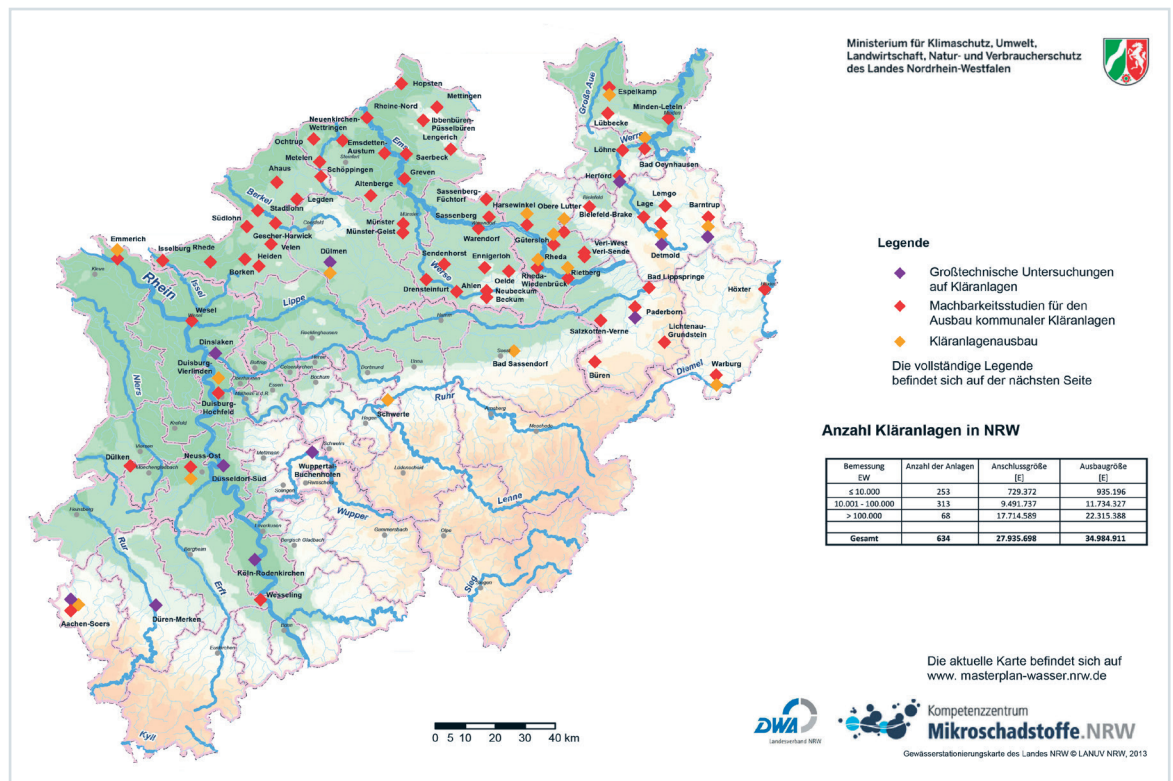 Ministerium für Klimaschutz, Umwelt,
Landwirtschaft, Natur- und Verbraucherschutz
des Landes Nordrhein-Westfalen
Hopsten
Mettingen
Rheine-Nord
Ibbenbüren-
Püsselbüren
Lengerich
Neuenkirchen-
Wettringen
Ochtrup
Emsdetten-
Austum
Ems
Saerbeck
Metelen
Schöppingen
Greven
Ahaus
Altenberge
Legden
Berkel
Stadtlohn
Südlohn
Gescher-Harwick
Velen
Münster
Münster-Geist
Große Aue
Espelkamp
Lübbecke
Minden-Leteln
Werre
Löhne
Bad Oeynhausen
Herford
Lemgo
Lage
Barntrup
Detmold
Bielefeld-Brake
Sassenberg-
Füchtorf
Harsewinkel
Obere Lutter
Sassenberg
Warendorf
Gütersloh
Verl-West
Verl-Sende
Sendenhorst
Ennigerloh
Rheda
Rietberg
Werse
Oelde
Rheda-
Wiedenbrück
Drensteinfurt
Ahlen
Neubeckum
Beckum
Bad Lippspringe
Höxter
Paderborn
Salzkotten-Verne
Lichtenau-
Grundstein
Büren
Warburg
Diemel
Emmerich
Isselburg
Rhede
Heiden
Borken
Dülmen
Rhein
Issel
Wesel
Lippe
Dinslaken
Duisburg-
Vierlinden
Duisburg-
Hochfeld
Niers
Bad Sassendorf
Ruhr
Schwerte
Dülken
Neuss-Ost
Düsseldorf-Süd
Wuppertal-
Buchenhofen
Lenne
Wupper
Rur
Erft
Köln-Rodenkirchen
Wesseling
Sieg
Aachen-Soers
Düren-Merken
Kyll
0 5 10 20 30 40 km
Legende
Großtechnische Untersuchungen
auf Kläranlagen
Machbarkeitsstudien für den
Ausbau kommunaler Kläranlagen
Kläranlagenausbau
Die vollständige Legende
befindet sich auf der nächsten Seite
Anzahl Kläranlagen in NRW
Bemessung EW Anzahl der Anlagen Anschlussgröße [E] Ausbaugröße [E]
≤ 10.000 253 729.372 935.196
10.001 - 100.000 313 9.491.737 11.734.327
> 100.000 68 17.714.589 22.315.388
Gesamt 634 27.935.698 34.984.911
Die aktuelle Karte befindet sich auf
www. masterplan-wasser.nrw.de
DWA
Landesverband NRW
Kompetenzzentrum
Mikroschadstoffe.NRW
Gewässerstationierungskarte des Landes NRW © LANUV NRW, 2013